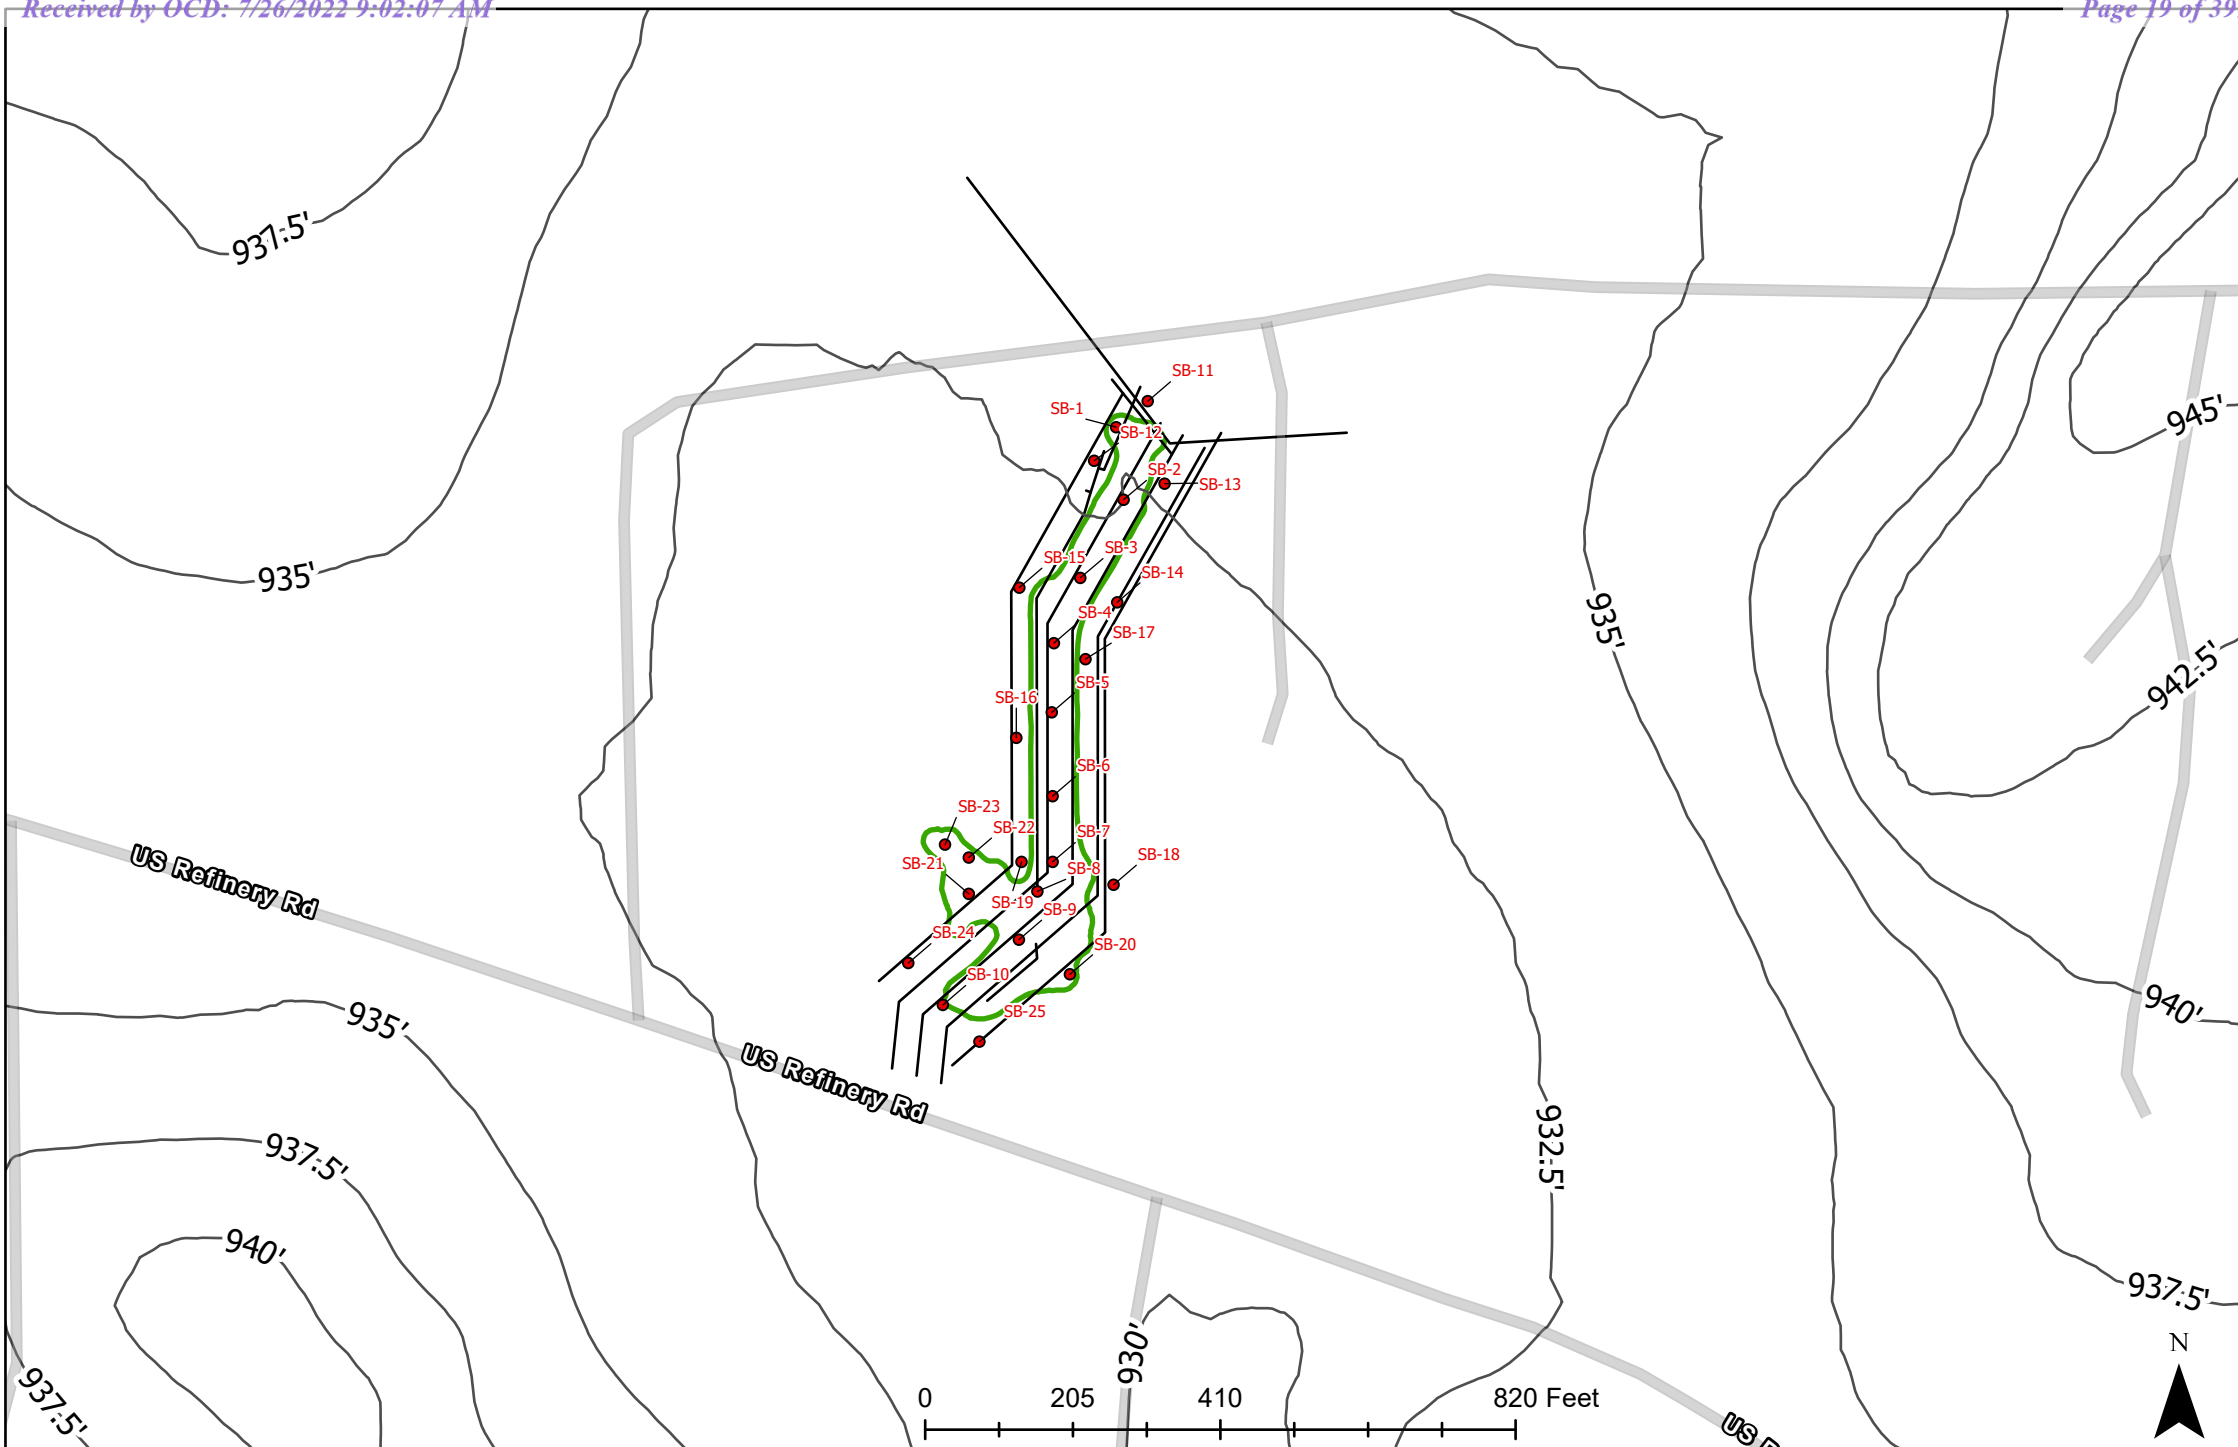 Received by OCD: 7/26/2022 9:02:07 AM
Page 19 of 39
937.5'
SB-11
SB-1
945'
SB-12
SB-2
SB-13
SB-3
SB-15
935'
SB-14
SB-4
935'
SB-17
942.5'
SB-5
SB-16
SB-6
SB-23
SB-22
SB-7
SB-18
SB-21
SB-8
US Refinery Rd
SB-19
SB-9
SB-24
SB-20
SB-10
940'
SB-25
935'
US Refinery Rd
932.5'
937.5'
940'
937.5'
N
930'
937.5'
0 205 410 820 Feet
US